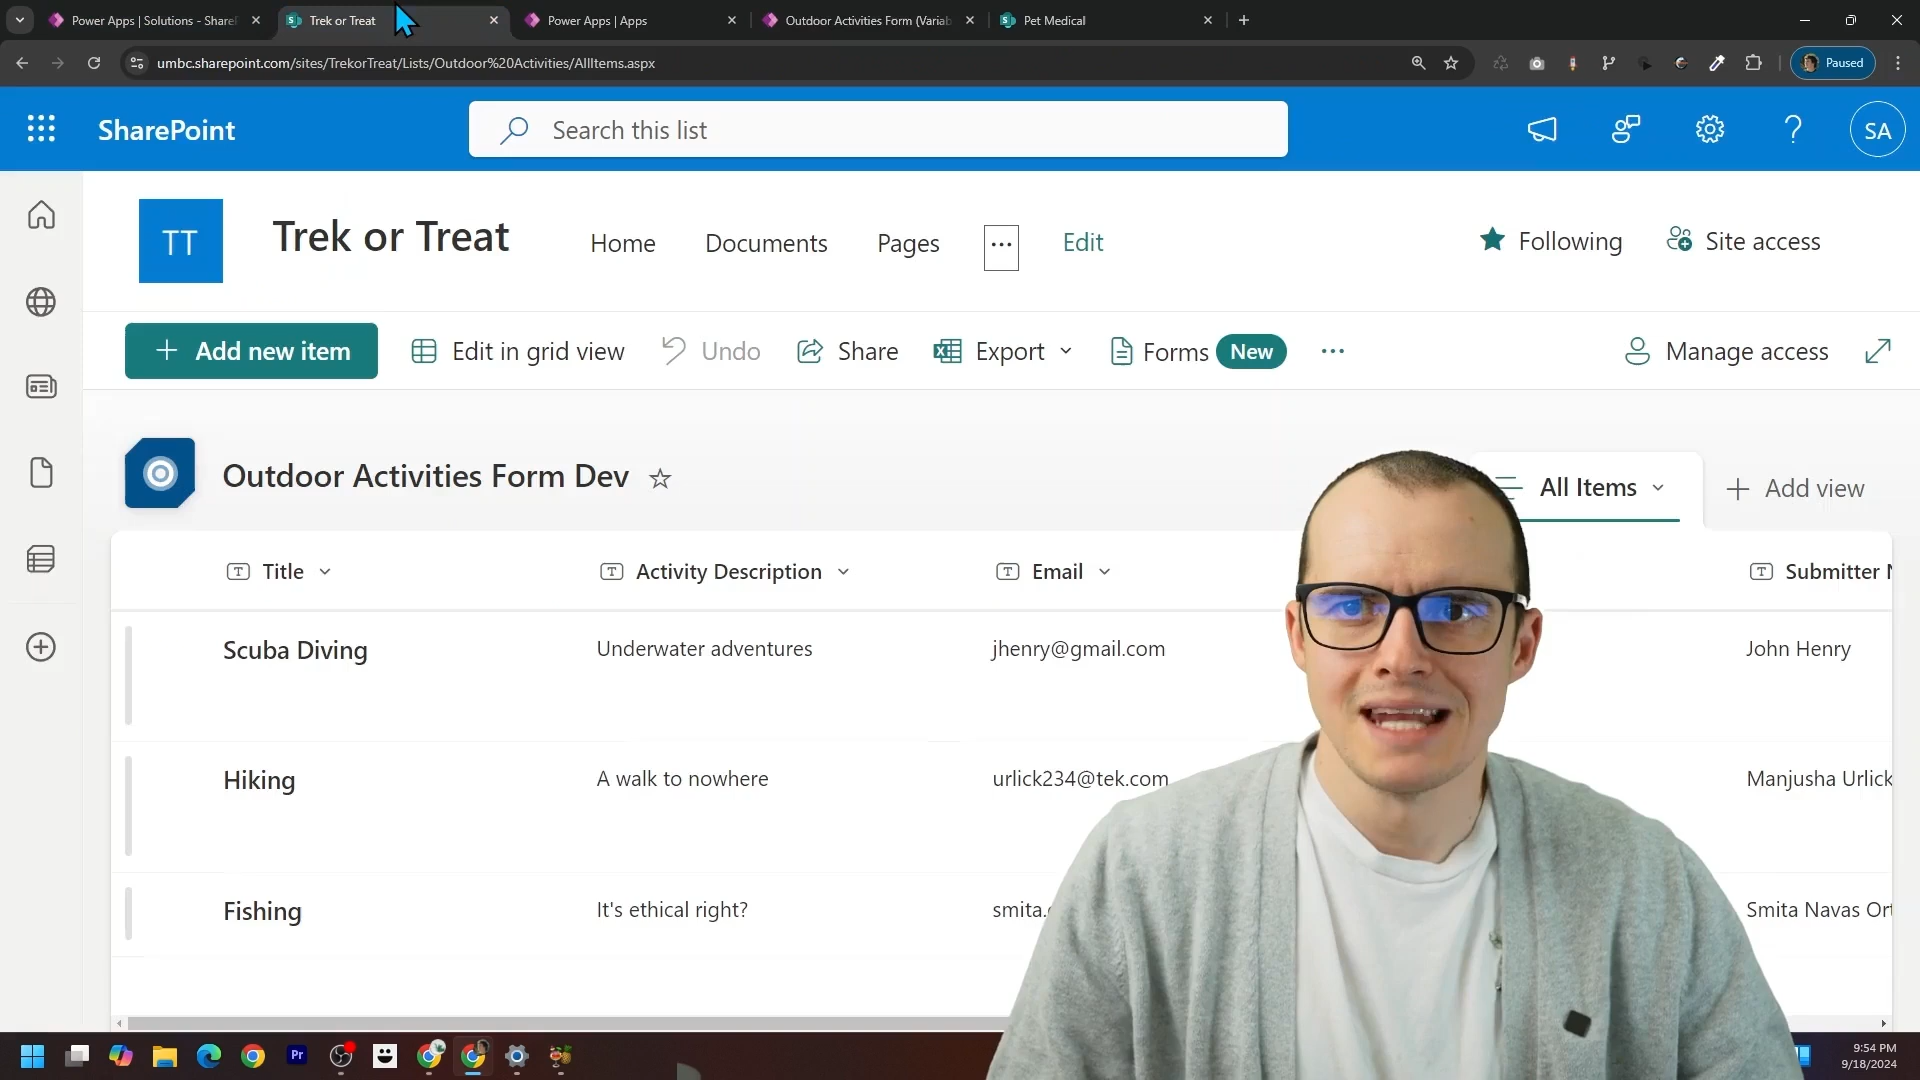 Power Apps | Solutions - Share
Trek or Treat
Power Apps | Apps
Outdoor Activities Form (Variab
Pet Medical
umbc.sharepoint.com/sites/TrekorTreat/Lists/Outdoor%20Activities/AllItems.aspx
Paused
SharePoint
Search this list
SA
TT
Trek or Treat
Home
Documents
Pages
Edit
Following
Site access
Add new item
Edit in grid view
Undo
Share
Export
Forms
New
Manage access
Outdoor Activities Form Dev
All Items
Add view
Title
Activity Description
Email
Submitter N
Scuba Diving
Underwater adventures
jhenry@gmail.com
John Henry
Hiking
A walk to nowhere
urlick234@tek.com
Manjusha Urlick
Fishing
It's ethical right?
smita.
Smita Navas Ort
Pr
9:54 PM
9/18/2024